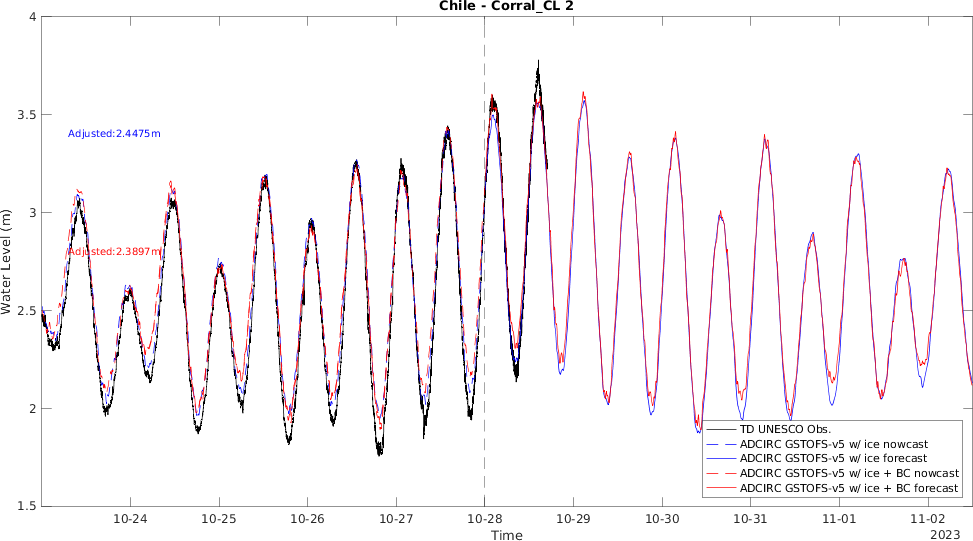 Chile - Corral_CL 2
4
3.5
3
2.5
2
1.5
Water Level (m)
Adjusted:2.4475m
Adjusted:2.3897m
TD UNESCO Obs.
ADCIRC GSTOFS-v5 w/ ice nowcast
ADCIRC GSTOFS-v5 w/ ice forecast
ADCIRC GSTOFS-v5 w/ ice + BC nowcast
ADCIRC GSTOFS-v5 w/ ice + BC forecast
10-24 10-25 10-26 10-27 10-28 10-29 10-30 10-31 11-01 11-02
2023
Time